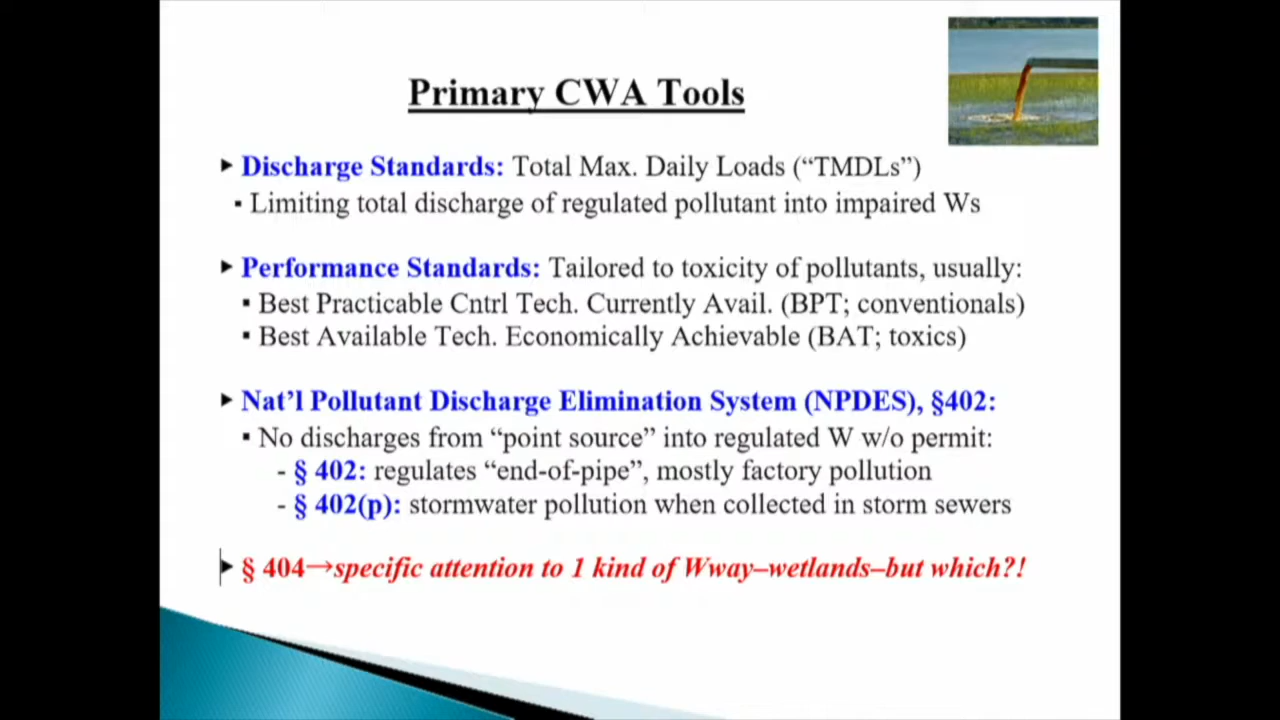 Primary CWA Tools
► Discharge Standards: Total Max. Daily Loads (“TMDLs”)
▪ Limiting total discharge of regulated pollutant into impaired Ws
► Performance Standards: Tailored to toxicity of pollutants, usually:
▪ Best Practicable Cntrl Tech. Currently Avail. (BPT; conventionals)
▪ Best Available Tech. Economically Achievable (BAT; toxics)
► Nat’l Pollutant Discharge Elimination System (NPDES), §402:
▪ No discharges from “point source” into regulated W w/o permit:
- § 402: regulates “end-of-pipe”, mostly factory pollution
- § 402(p): stormwater pollution when collected in storm sewers
► § 404→specific attention to 1 kind of Wway–wetlands–but which?!